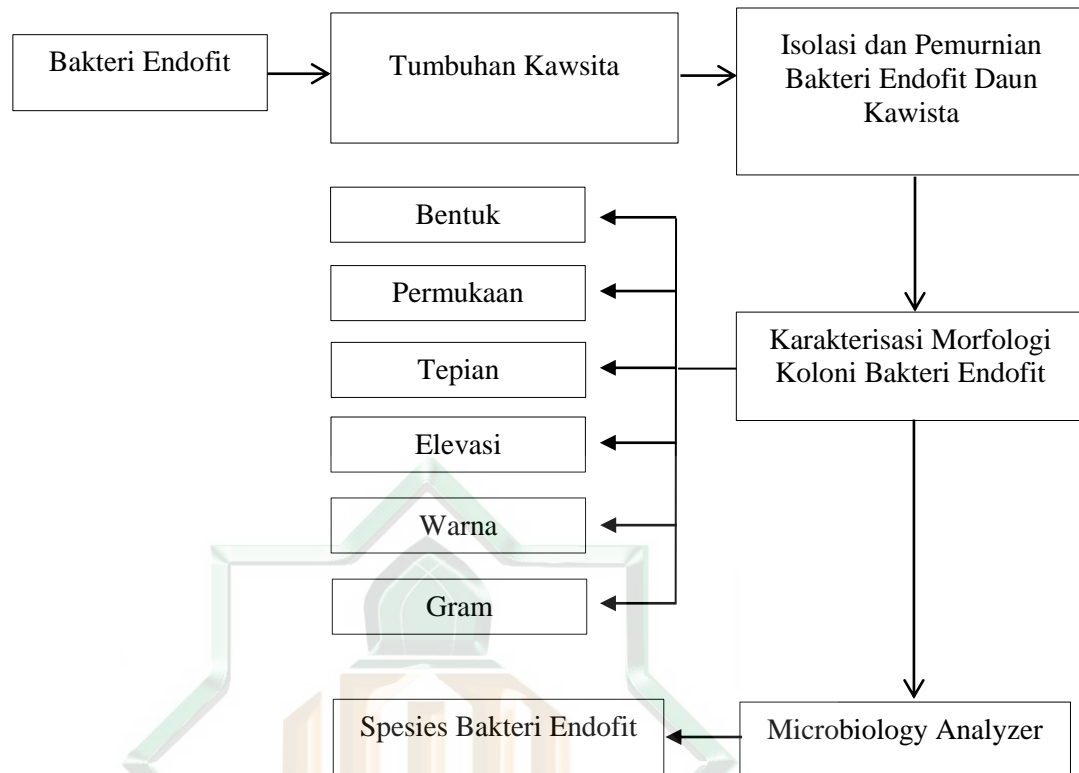 Bakteri Endofit
Tumbuhan Kawsita
Isolasi dan Pemurnian
Bakteri Endofit Daun
Kawista
Bentuk
Permukaan
Tepian
Elevasi
Warna
Gram
Karakterisasi Morfologi
Koloni Bakteri Endofit
Spesies Bakteri Endofit
Microbiology Analyzer